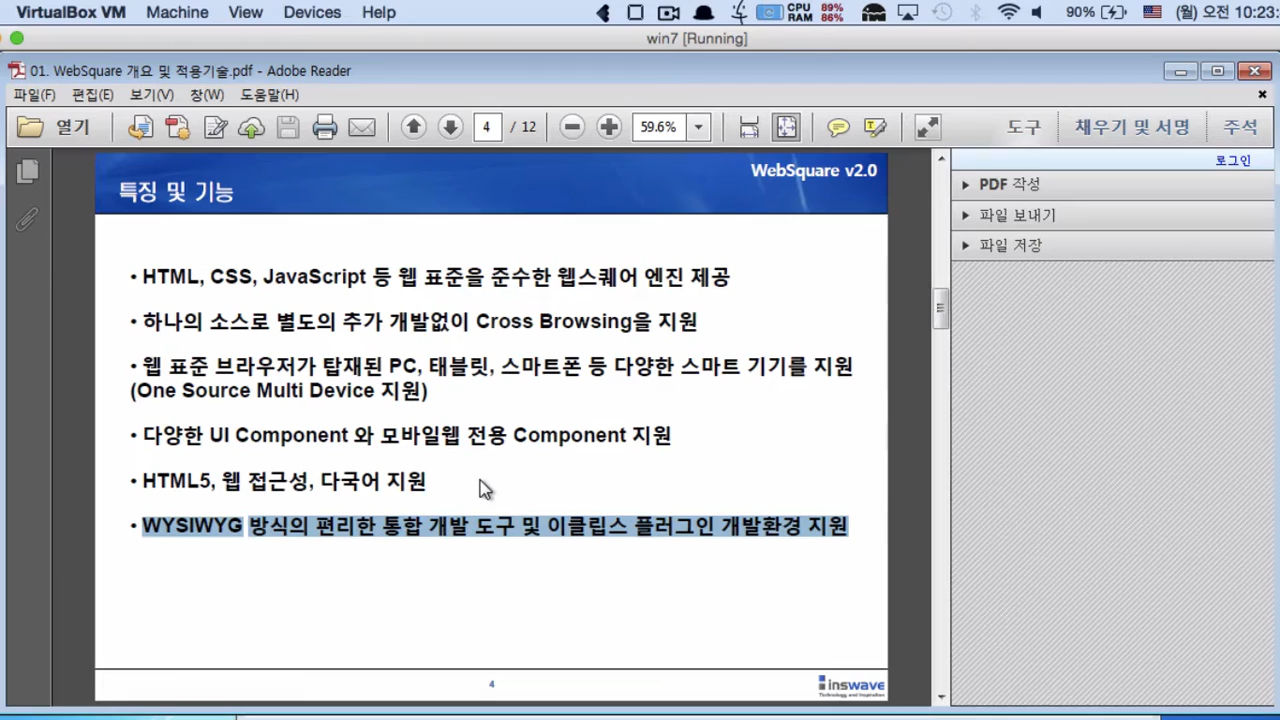 VirtualBox VM Machine View Devices Help CPU RAM 89% 86% 90% (월) 오전 10:23:
win7 [Running]
01. WebSquare 개요 및 적용기술.pdf - Adobe Reader
파일(F) 편집(E) 보기(V) 창(W) 도움말(H)
열기 4 / 12 59.6% 도구 채우기 및 서명 주석
로그인
PDF 작성
파일 보내기
파일 저장
WebSquare v2.0
특징 및 기능
• HTML, CSS, JavaScript 등 웹 표준을 준수한 웹스퀘어 엔진 제공
• 하나의 소스로 별도의 추가 개발없이 Cross Browsing을 지원
• 웹 표준 브라우저가 탑재된 PC, 태블릿, 스마트폰 등 다양한 스마트 기기를 지원
(One Source Multi Device 지원)
• 다양한 UI Component 와 모바일웹 전용 Component 지원
• HTML5, 웹 접근성, 다국어 지원
• WYSIWYG 방식의 편리한 통합 개발 도구 및 이클립스 플러그인 개발환경 지원
4
inswave
Technology and Inspiration